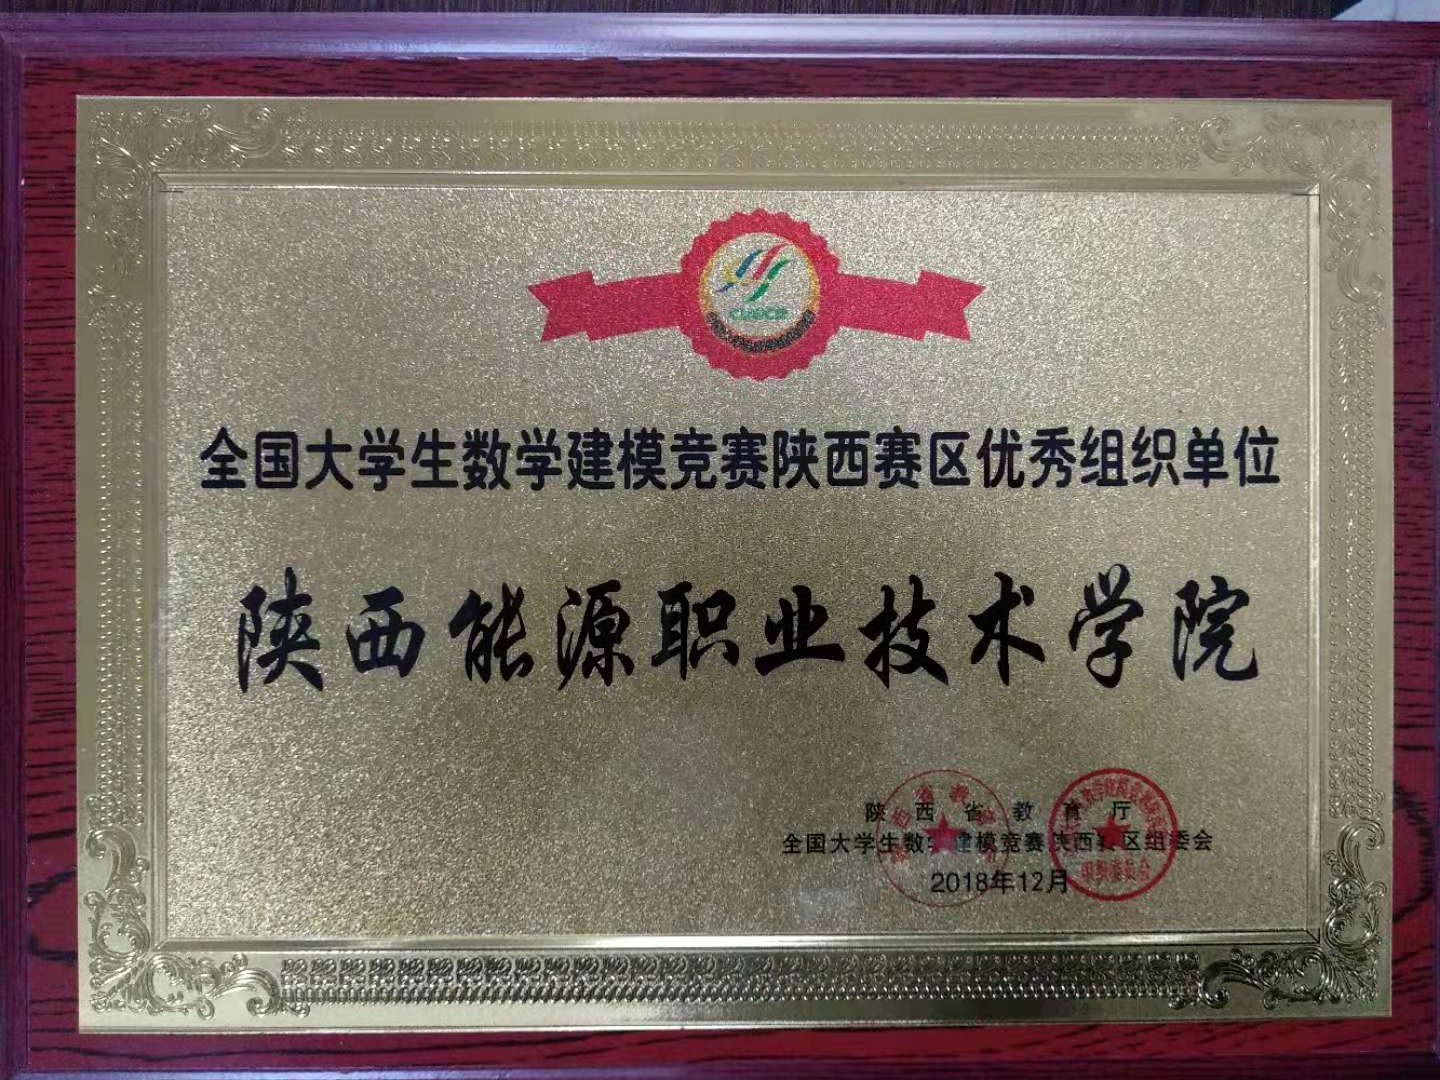 CUMCM
全国大学生数学建模竞赛陕西赛区优秀组织单位
陕西能源职业技术学院
陕西省教育厅
全国大学生数学建模竞赛陕西赛区组委会
2018年12月